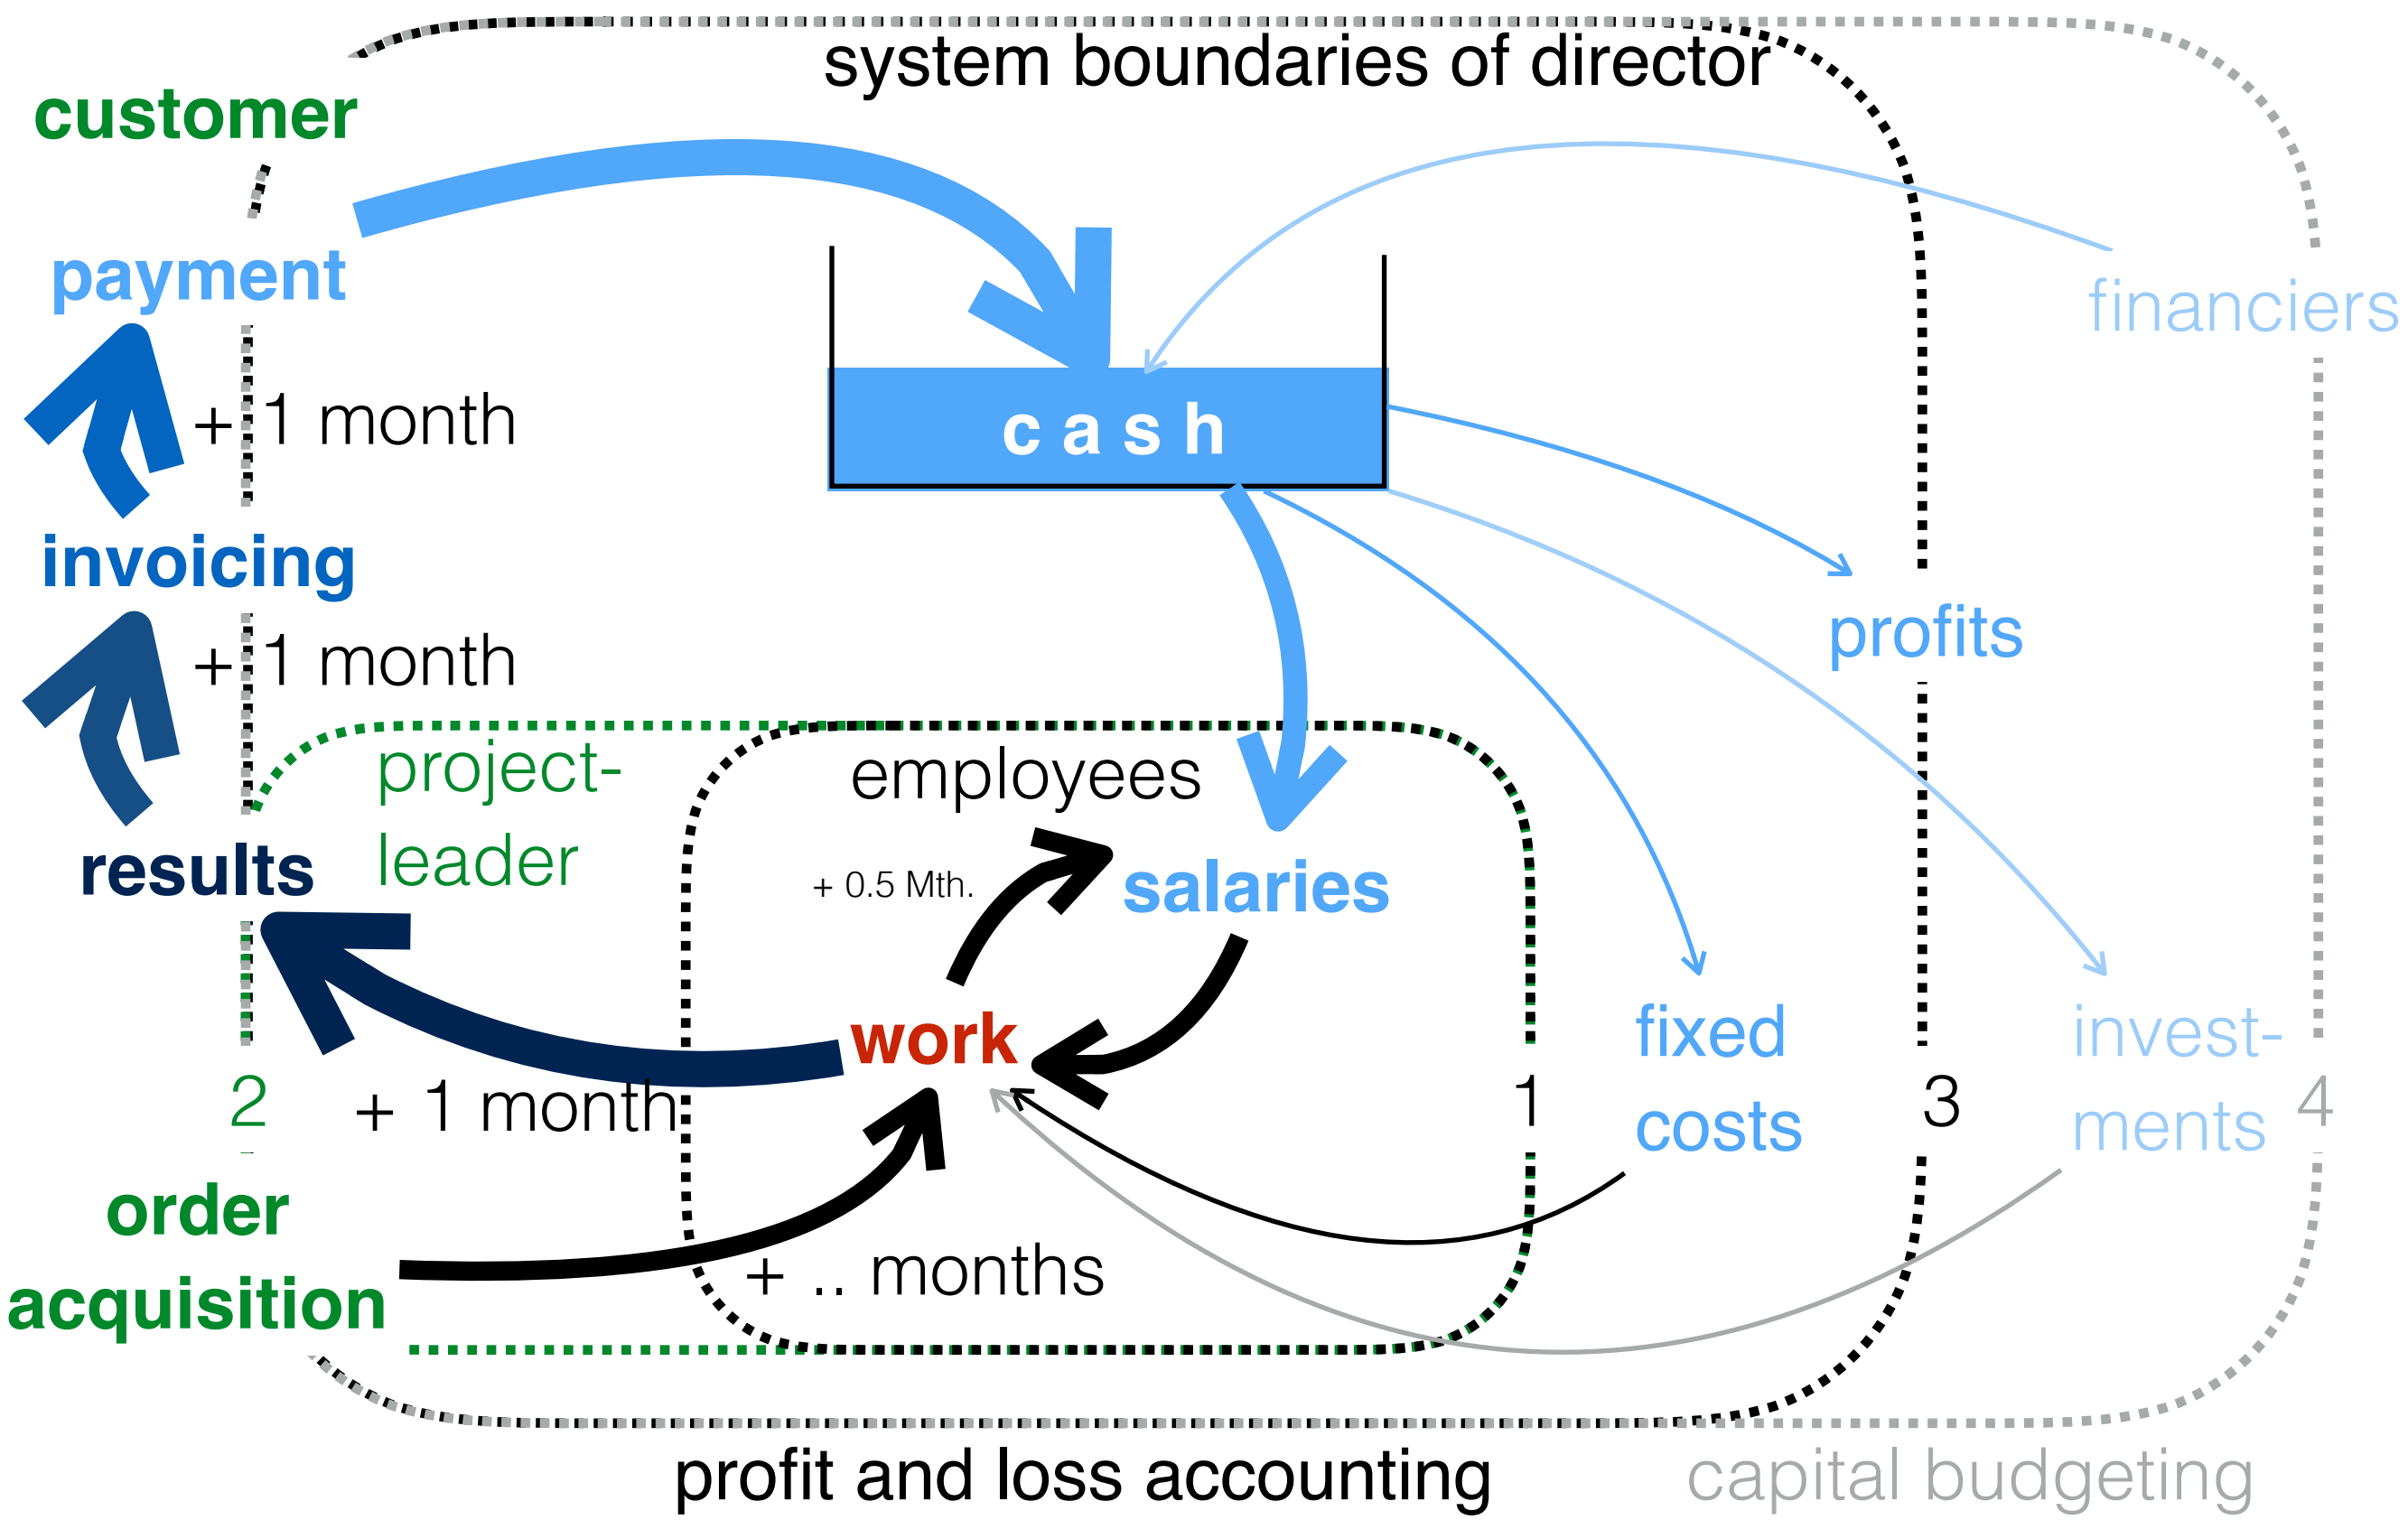 system boundaries of director
customer
payment
financiers
+ 1 month
cash
invoicing
profits
+ 1 month
project-
leader
employees
results
+ 0.5 Mth.
salaries
work
fixed
costs
invest-
ments
2
+ 1 month
1
3
4
order
acquisition
+ .. months
profit and loss accounting
capital budgeting